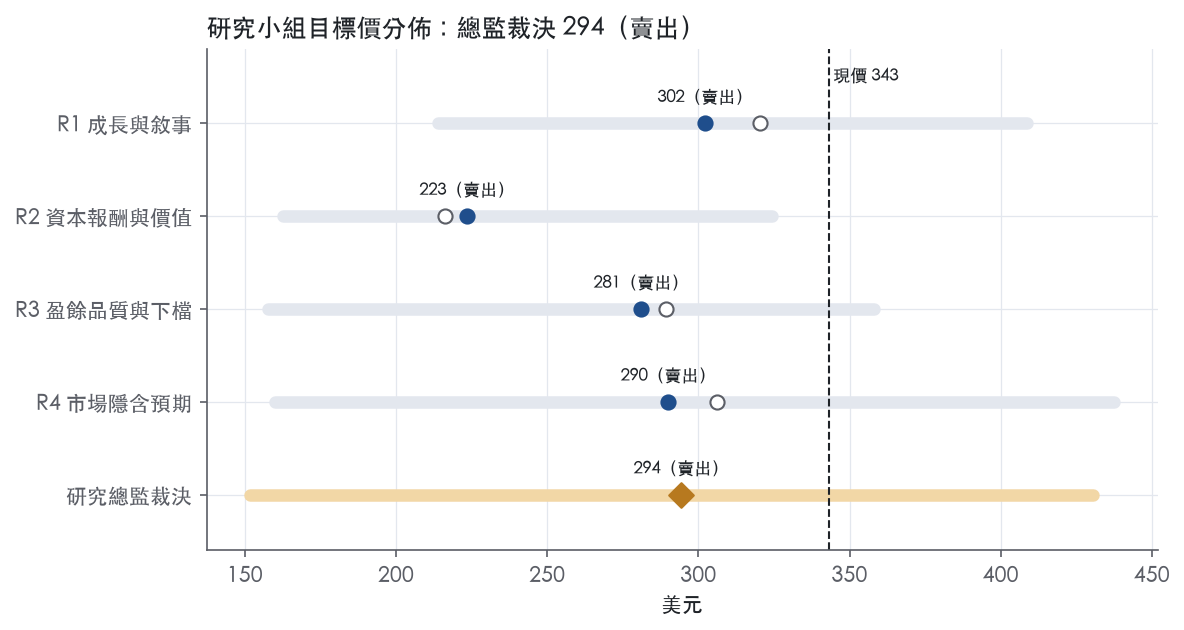 研究小組目標價分佈：總監裁決 294（賣出）
現價 343
302（賣出）
R1 成長與敘事
223（賣出）
R2 資本報酬與價值
281（賣出）
R3 盈餘品質與下檔
290（賣出）
R4 市場隱含預期
294（賣出）
研究總監裁決
150 200 250 300 350 400 450
美元